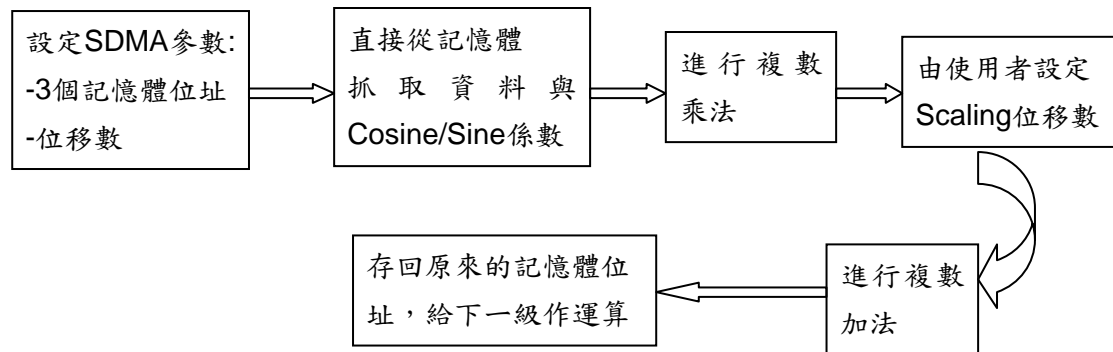 設定SDMA參數:
-3個記憶體位址
-位移數
直接從記憶體
抓取資料與
Cosine/Sine係數
進行複數
乘法
由使用者設定
Scaling位移數
進行複數
加法
存回原來的記憶體位
址，給下一級作運算